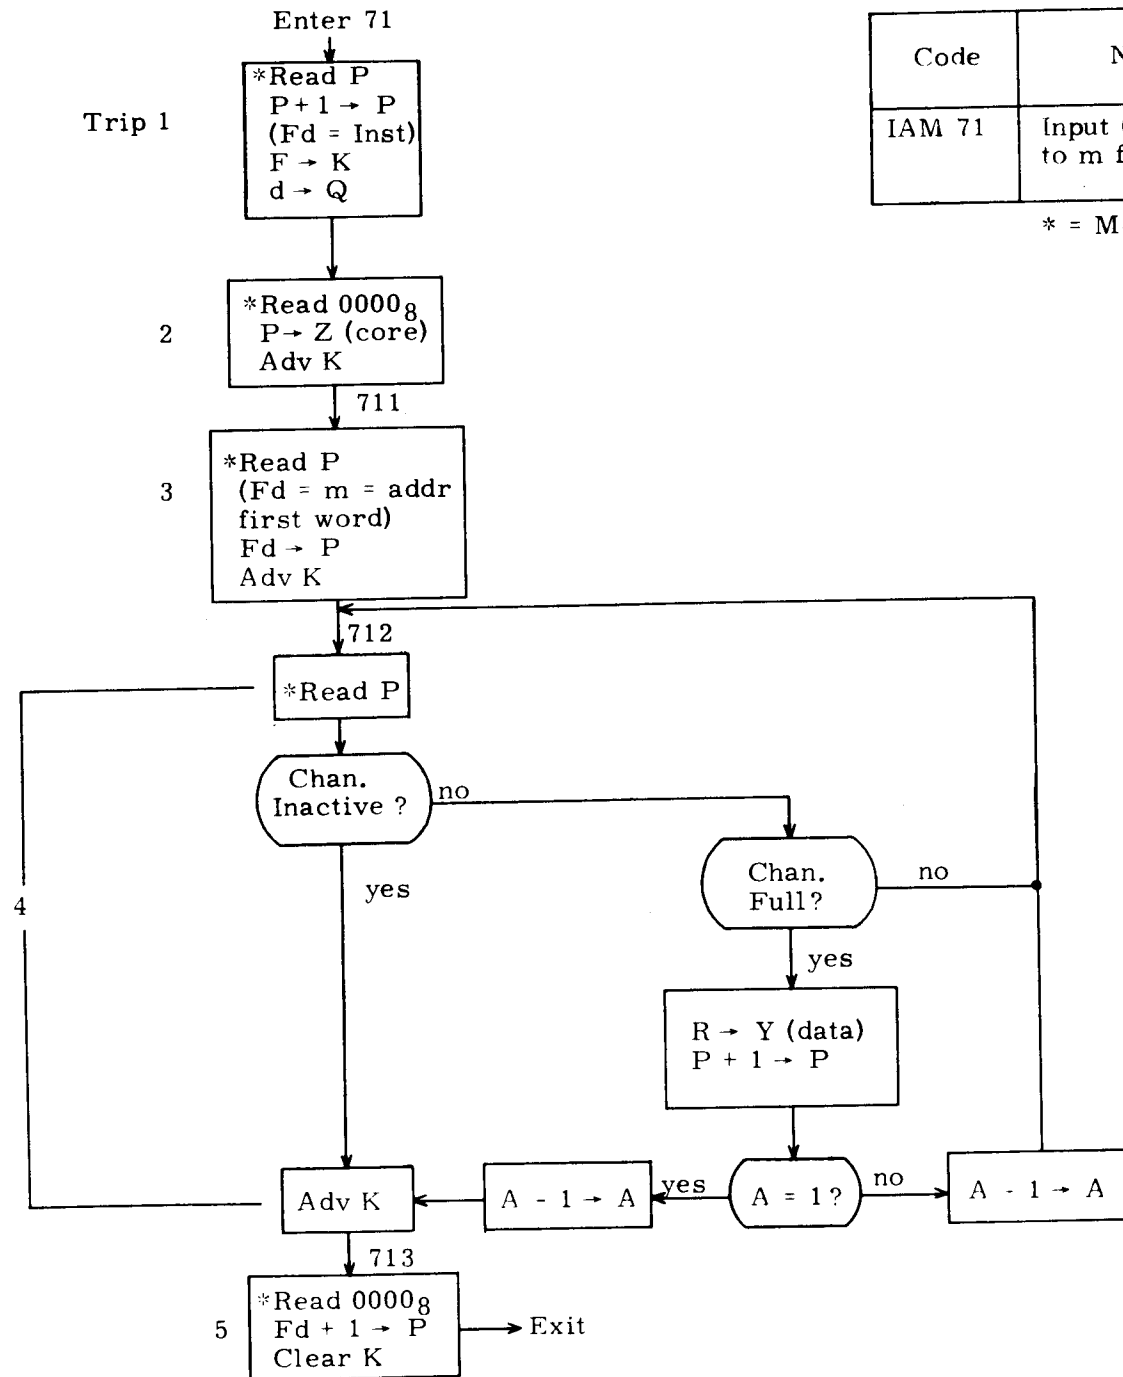 Enter 71
Trip 1
*Read P
P + 1 → P
(Fd = Inst)
F → K
d → Q
Code
IAM 71
Input
to m
* = M
2
*Read 0000₈
P → Z (core)
Adv K
711
3
*Read P
(Fd = m = addr
first word)
Fd → P
Adv K
712
*Read P
Chan.
Inactive ?
no
yes
Chan.
Full?
no
yes
4
R → Y (data)
P + 1 → P
Adv K
A - 1 → A
yes
A = 1 ?
no
A - 1 → A
713
5
*Read 0000₈
Fd + 1 → P
Clear K
Exit